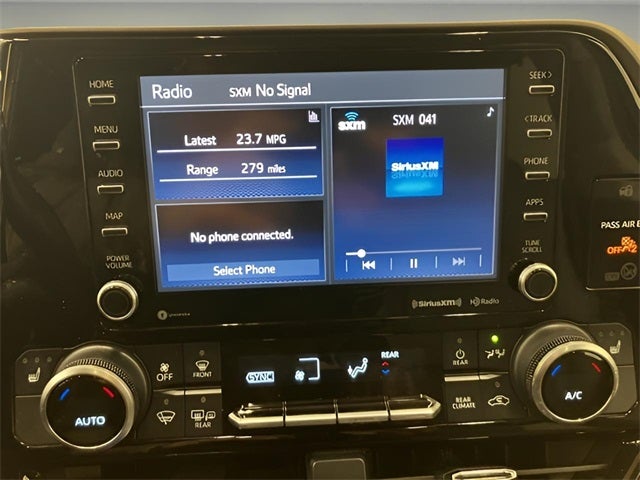 HOME
MENU
AUDIO
MAP
POWER
VOLUME
Radio SXM No Signal
Latest 23.7 MPG
Range 279 miles
No phone connected.
Select Phone
sxm
SXM 041
SiriusXM
SEEK>
<TRACK
PHONE
APPS
TUNE
SCROLL
SiriusXM
HD Radio
PASS AIR
OFF
OFF
FRONT
REAR
AUTO
SYNC
REAR
REAR
REAR
CLIMATE
A/C